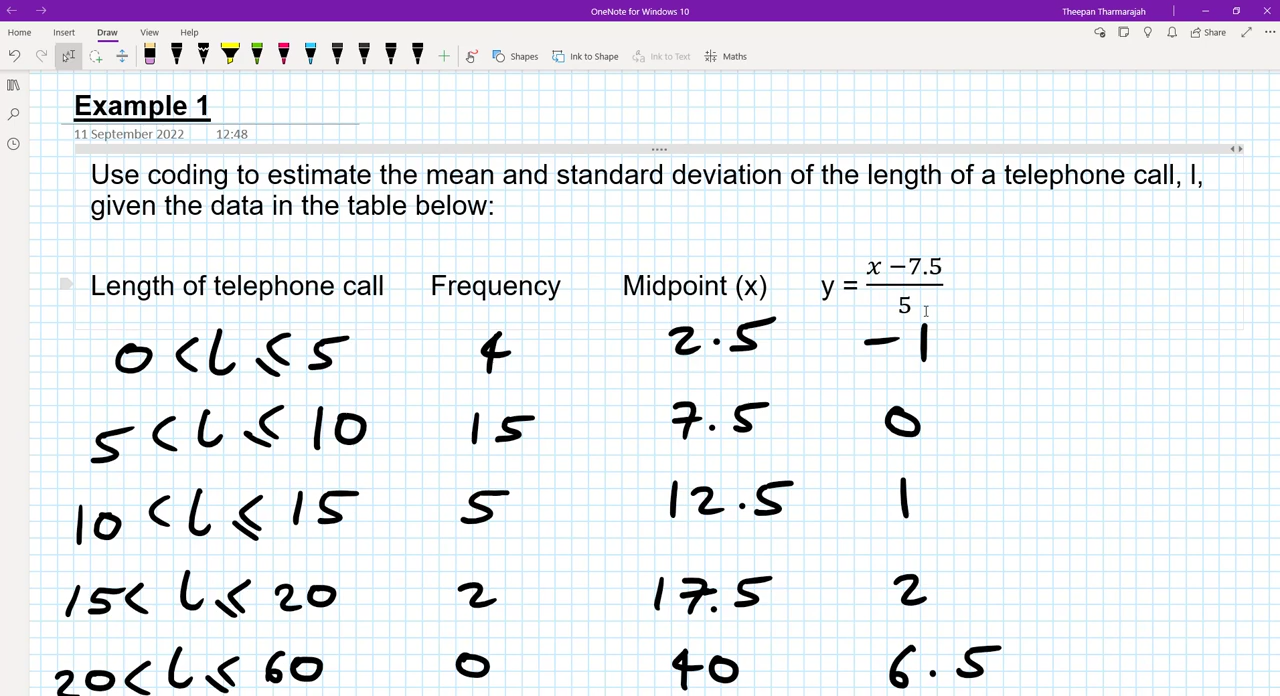 OneNote for Windows 10
Theepan Tharmarajah
Home Insert Draw View Help
Share
Shapes Ink to Shape Ink to Text Maths
Example 1
11 September 2022 12:48
Use coding to estimate the mean and standard deviation of the length of a telephone call, l,
given the data in the table below:
Length of telephone call Frequency Midpoint (x) y = x −7.5 / 5
0 < l ≤ 5 4 2.5 −1
5 < l ≤ 10 15 7.5 0
10 < l ≤ 15 5 12.5 1
15 < l ≤ 20 2 17.5 2
20 < l ≤ 60 0 40 6.5